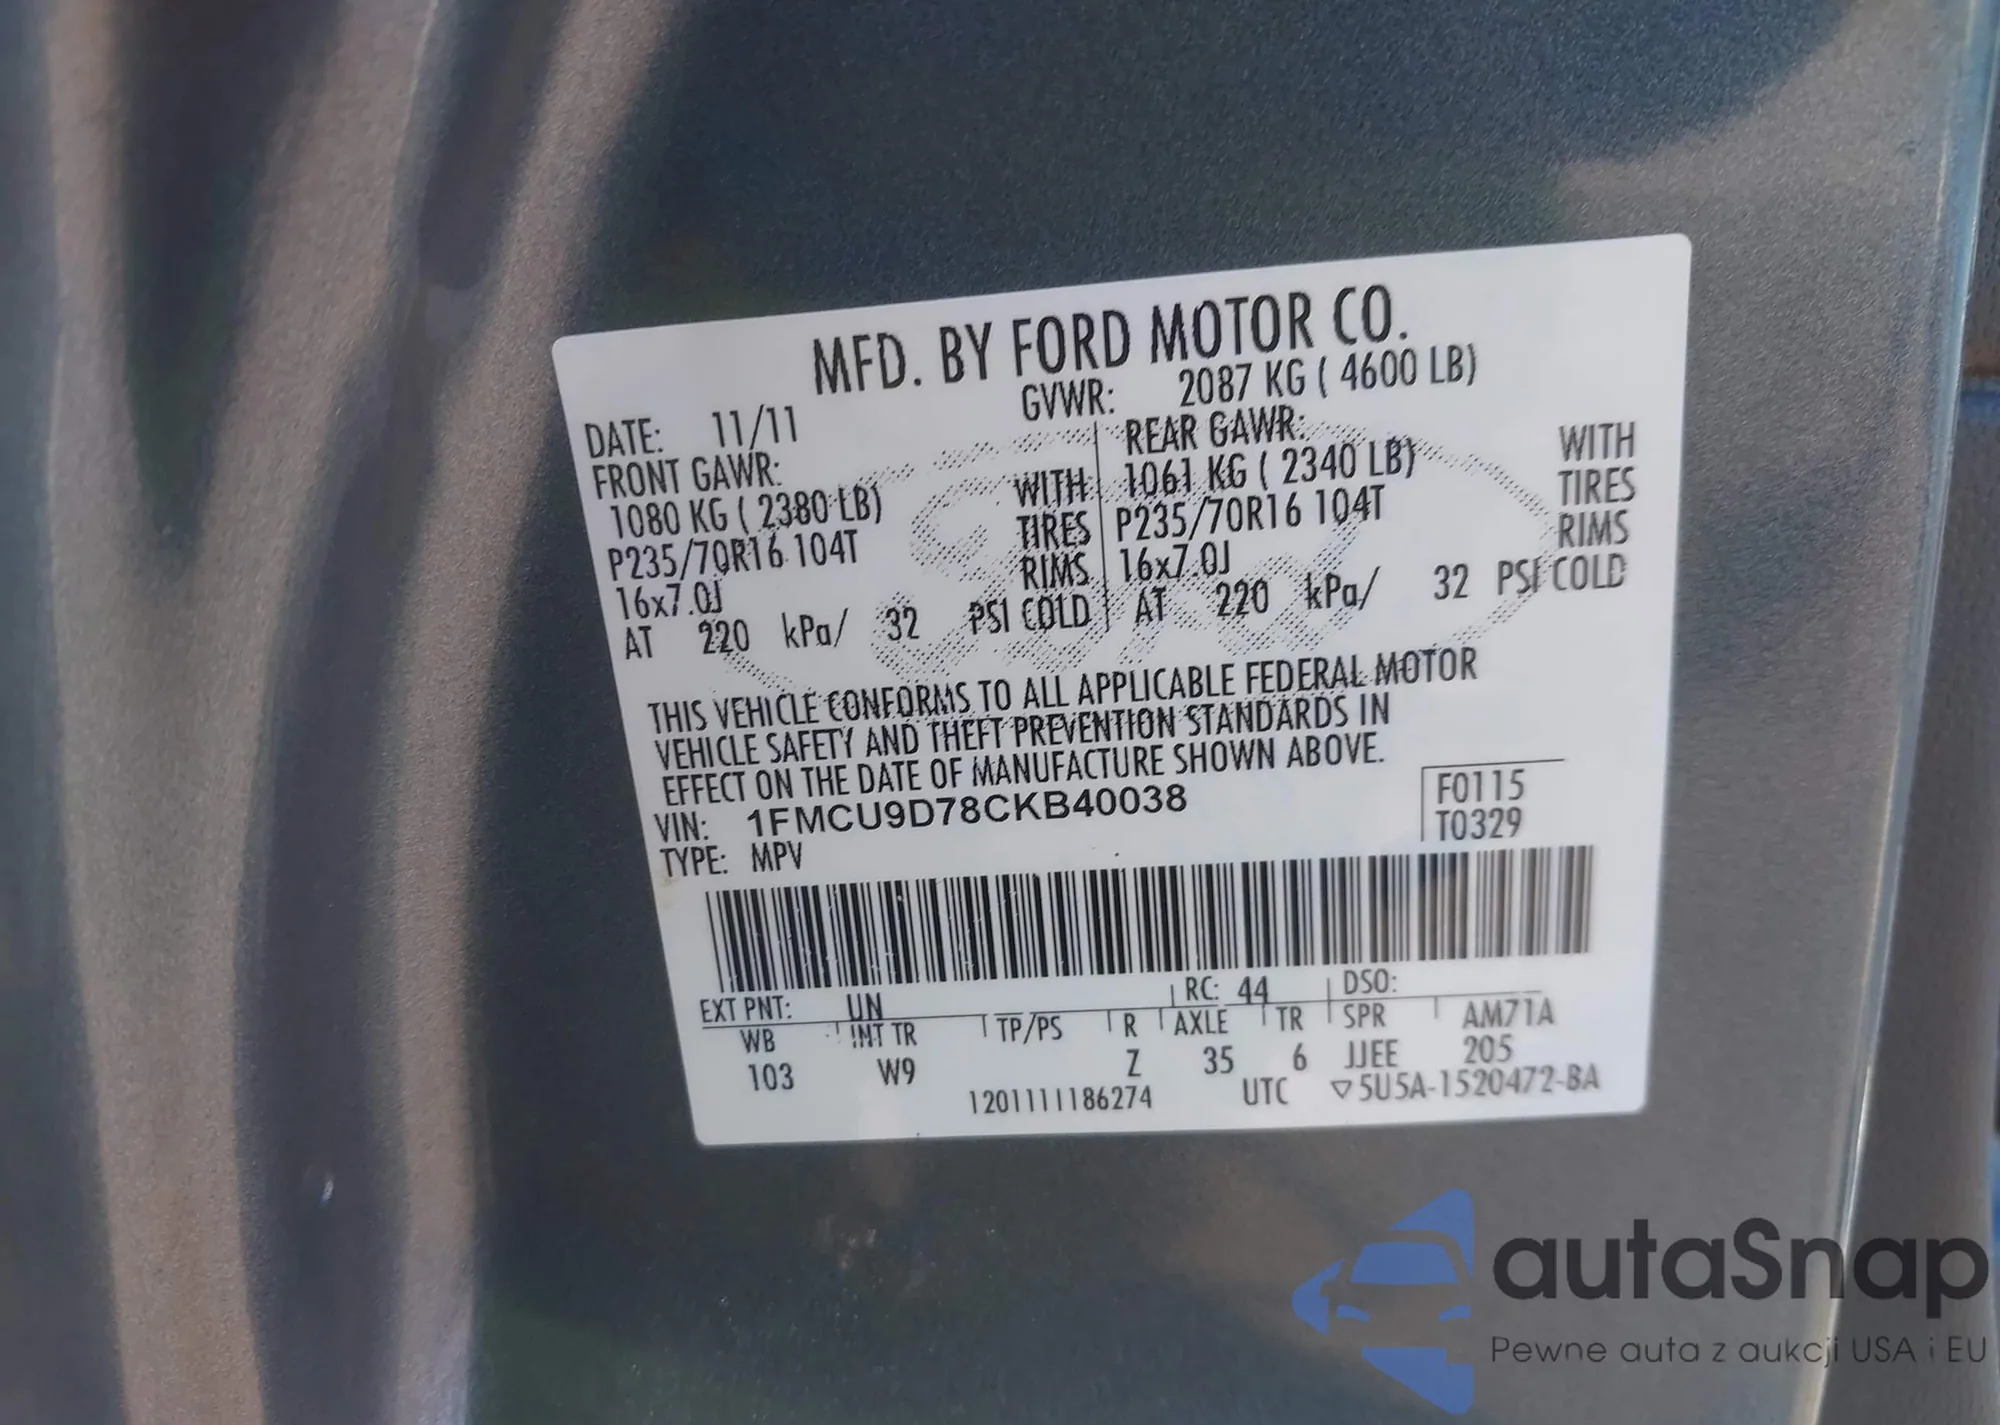 MFD. BY FORD MOTOR CO.
DATE: 11/11 GVWR: 2087 KG ( 4600 LB)
FRONT GAWR: REAR GAWR:
1080 KG ( 2380 LB) WITH 1061 KG ( 2340 LB) WITH
P235/70R16 104T TIRES P235/70R16 104T TIRES
16x7.0J RIMS 16x7.0J RIMS
AT 220 kPa/ 32 PSI COLD AT 220 kPa/ 32 PSI COLD
THIS VEHICLE CONFORMS TO ALL APPLICABLE FEDERAL MOTOR
VEHICLE SAFETY AND THEFT PREVENTION STANDARDS IN
EFFECT ON THE DATE OF MANUFACTURE SHOWN ABOVE.
VIN: 1FMCU9D78CKB40038 F0115
TYPE: MPV T0329
EXT PNT: UN RC: 44 DSO:
WB INT TR TP/PS R AXLE TR SPR AM71A
103 W9 Z 35 6 JJEE 205
1201111186274 UTC ▽5U5A-1520472-BA
autaSnap
Pewne auta z aukcji USA i EU